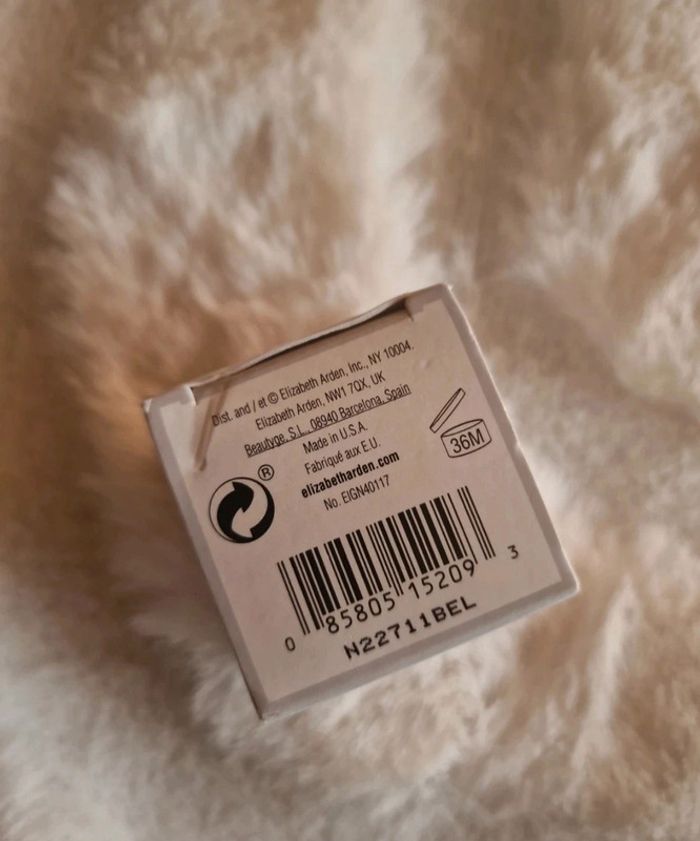 Dist. and / et © Elizabeth Arden, Inc., NY 10004.
Elizabeth Arden, NW1 7QX, UK
Beautyge, S.L., 08940 Barcelona, Spain
Made in U.S.A.
Fabriqué aux E.U.
elizabetharden.com
No. EIGN40117
®
36M
0 85805 15209 3
N22711BEL